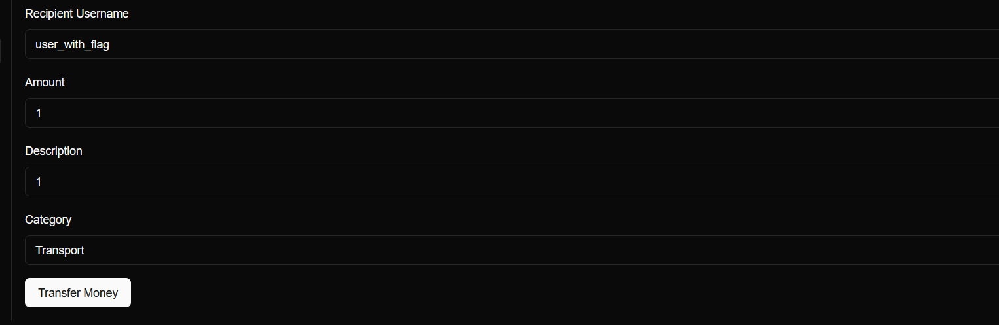 Recipient Username
user_with_flag
Amount
1
Description
1
Category
Transport
Transfer Money